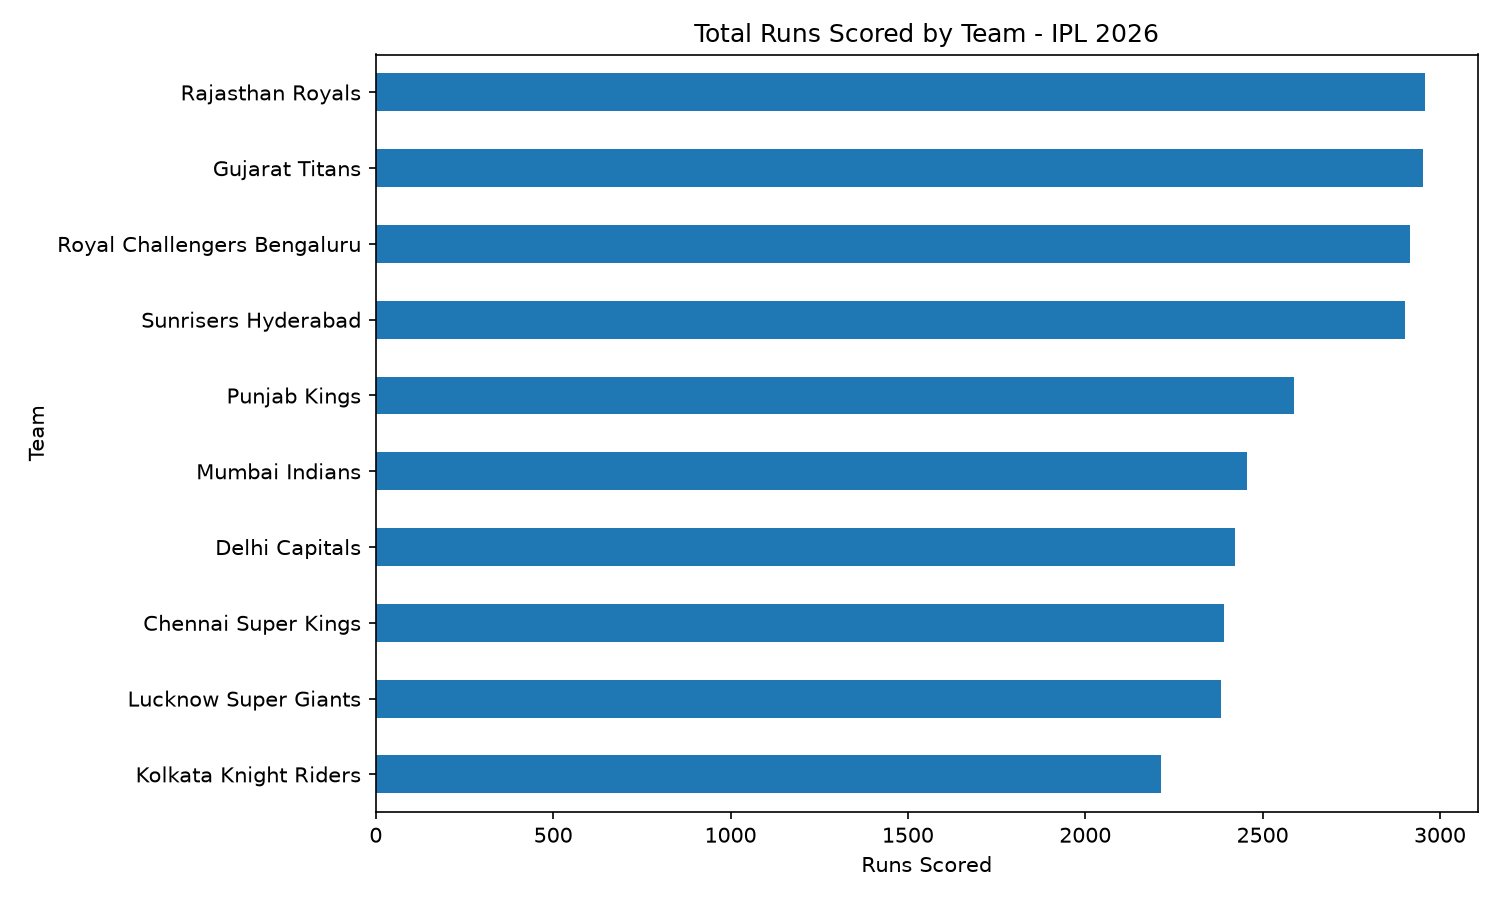 Total Runs Scored by Team - IPL 2026
Rajasthan Royals
Gujarat Titans
Royal Challengers Bengaluru
Sunrisers Hyderabad
Punjab Kings
Mumbai Indians
Delhi Capitals
Chennai Super Kings
Lucknow Super Giants
Kolkata Knight Riders
Team
0 500 1000 1500 2000 2500 3000
Runs Scored